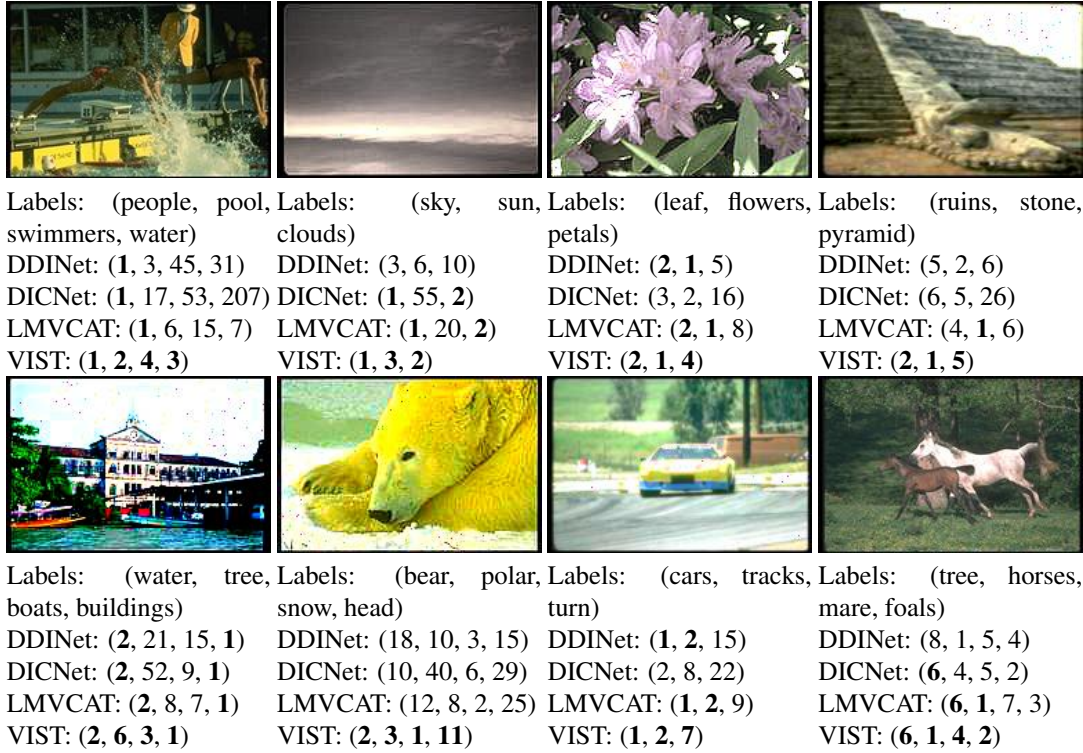 Labels: (people, pool,
swimmers, water)
DDINet: (1, 3, 45, 31)
DICNet: (1, 17, 53, 207)
LMVCAT: (1, 6, 15, 7)
VIST: (1, 2, 4, 3)
Labels: (sky, sun,
clouds)
DDINet: (3, 6, 10)
DICNet: (1, 55, 2)
LMVCAT: (1, 20, 2)
VIST: (1, 3, 2)
Labels: (leaf, flowers,
petals)
DDINet: (2, 1, 5)
DICNet: (3, 2, 16)
LMVCAT: (2, 1, 8)
VIST: (2, 1, 4)
Labels: (ruins, stone,
pyramid)
DDINet: (5, 2, 6)
DICNet: (6, 5, 26)
LMVCAT: (4, 1, 6)
VIST: (2, 1, 5)
Labels: (water, tree,
boats, buildings)
DDINet: (2, 21, 15, 1)
DICNet: (2, 52, 9, 1)
LMVCAT: (2, 8, 7, 1)
VIST: (2, 6, 3, 1)
Labels: (bear, polar,
snow, head)
DDINet: (18, 10, 3, 15)
DICNet: (10, 40, 6, 29)
LMVCAT: (12, 8, 2, 25)
VIST: (2, 3, 1, 11)
Labels: (cars, tracks,
turn)
DDINet: (1, 2, 15)
DICNet: (2, 8, 22)
LMVCAT: (1, 2, 9)
VIST: (1, 2, 7)
Labels: (tree, horses,
mare, foals)
DDINet: (8, 1, 5, 4)
DICNet: (6, 4, 5, 2)
LMVCAT: (6, 1, 7, 3)
VIST: (6, 1, 4, 2)